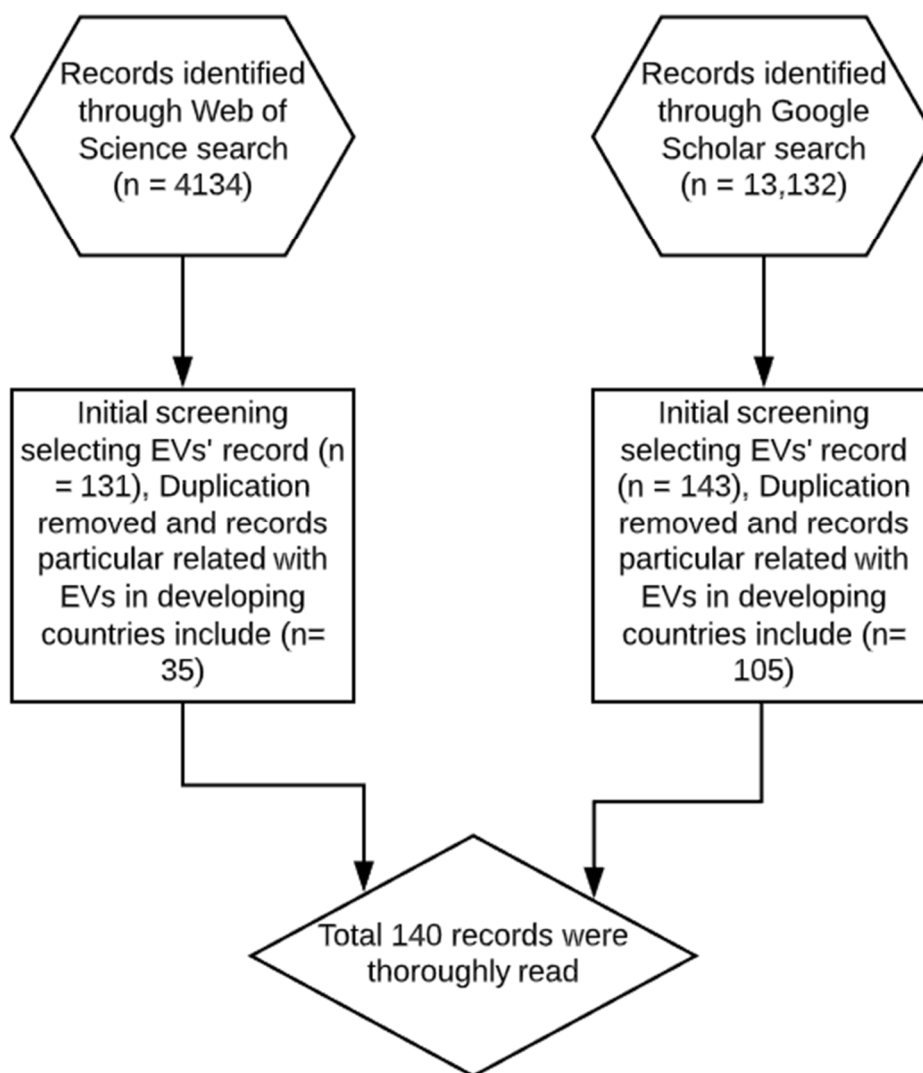 Records identified
through Web of
Science search
(n = 4134)
Records identified
through Google
Scholar search
(n = 13,132)
Initial screening
selecting EVs' record (n
= 131), Duplication
removed and records
particular related with
EVs in developing
countries include (n=
35)
Initial screening
selecting EVs' record
(n = 143), Duplication
removed and records
particular related with
EVs in developing
countries include (n=
105)
Total 140 records were
thoroughly read